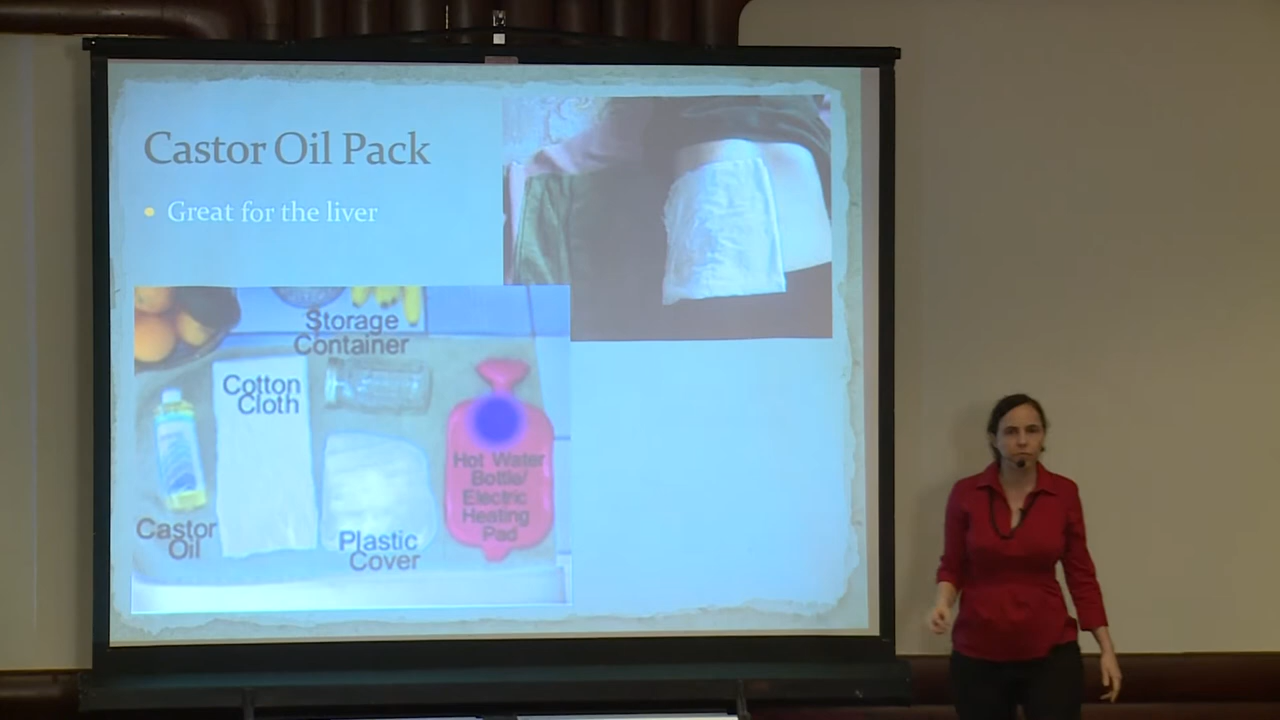 Castor Oil Pack
• Great for the liver
Storage
Container
Cotton
Cloth
Castor
Oil
Plastic
Cover
Hot Water
Bottle/
Electric
Heating
Pad